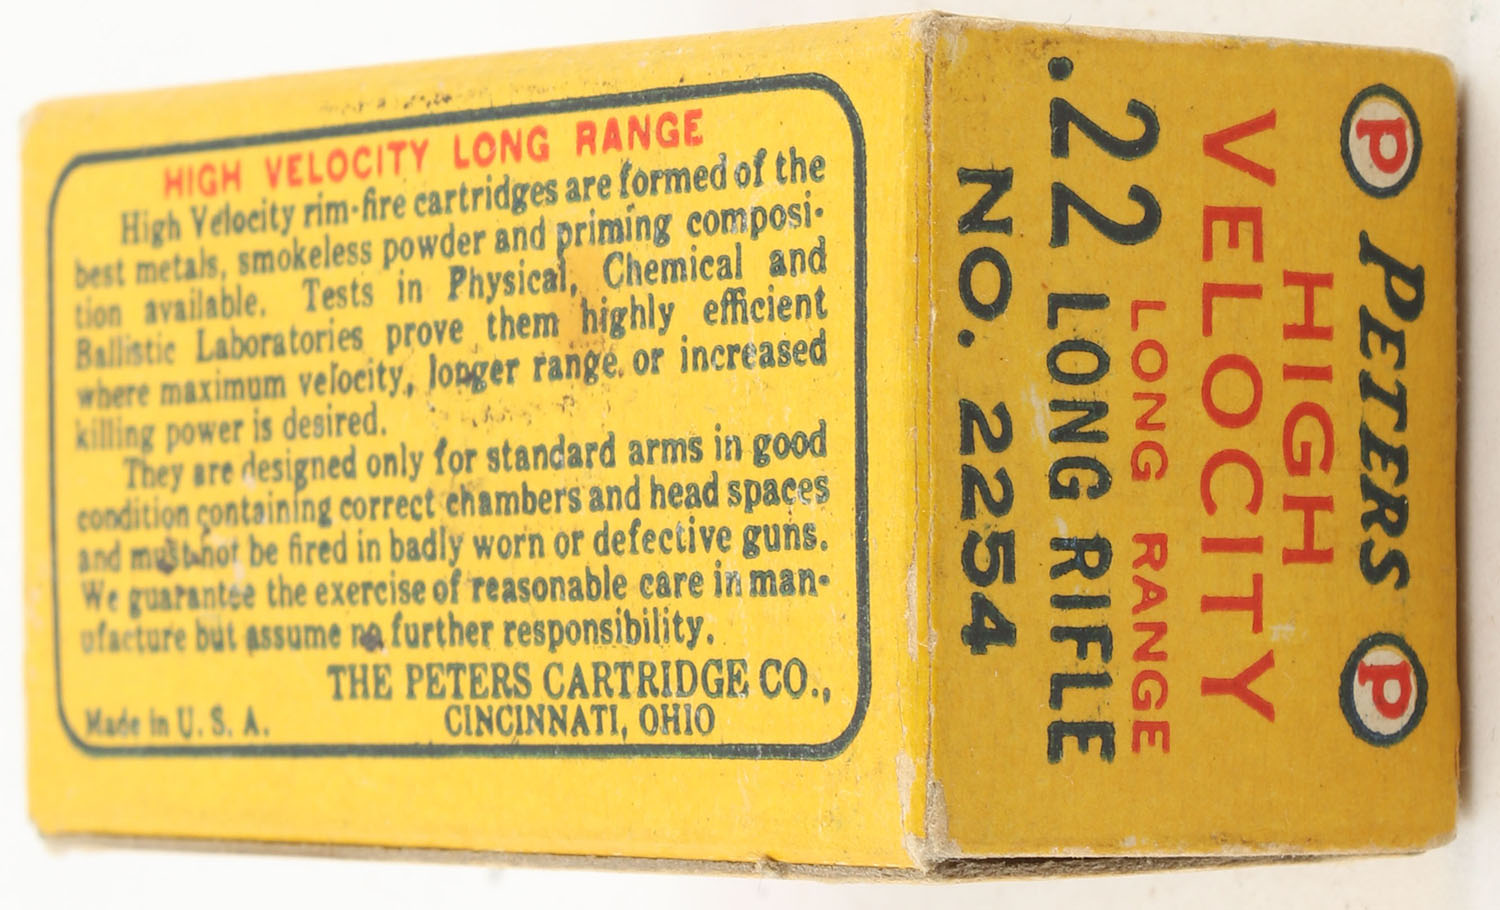 HIGH VELOCITY LONG RANGE
High Velocity rim-fire cartridges are formed of the
best metals, smokeless powder and priming composi-
tion available. Tests in Physical, Chemical and
Ballistic Laboratories prove them highly efficient
where maximum velocity, longer range or increased
killing power is desired.
They are designed only for standard arms in good
condition containing correct chambers and head spaces
and must not be fired in badly worn or defective guns.
We guarantee the exercise of reasonable care in man-
ufacture but assume no further responsibility.
THE PETERS CARTRIDGE CO.,
Made in U. S. A. CINCINNATI, OHIO
P PETERS P
HIGH
VELOCITY
LONG RANGE
.22 LONG RIFLE
NO. 2254